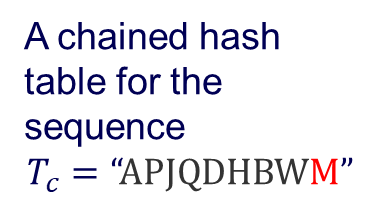 A chained hash
table for the
sequence
T_c = “APJQDHBWM”